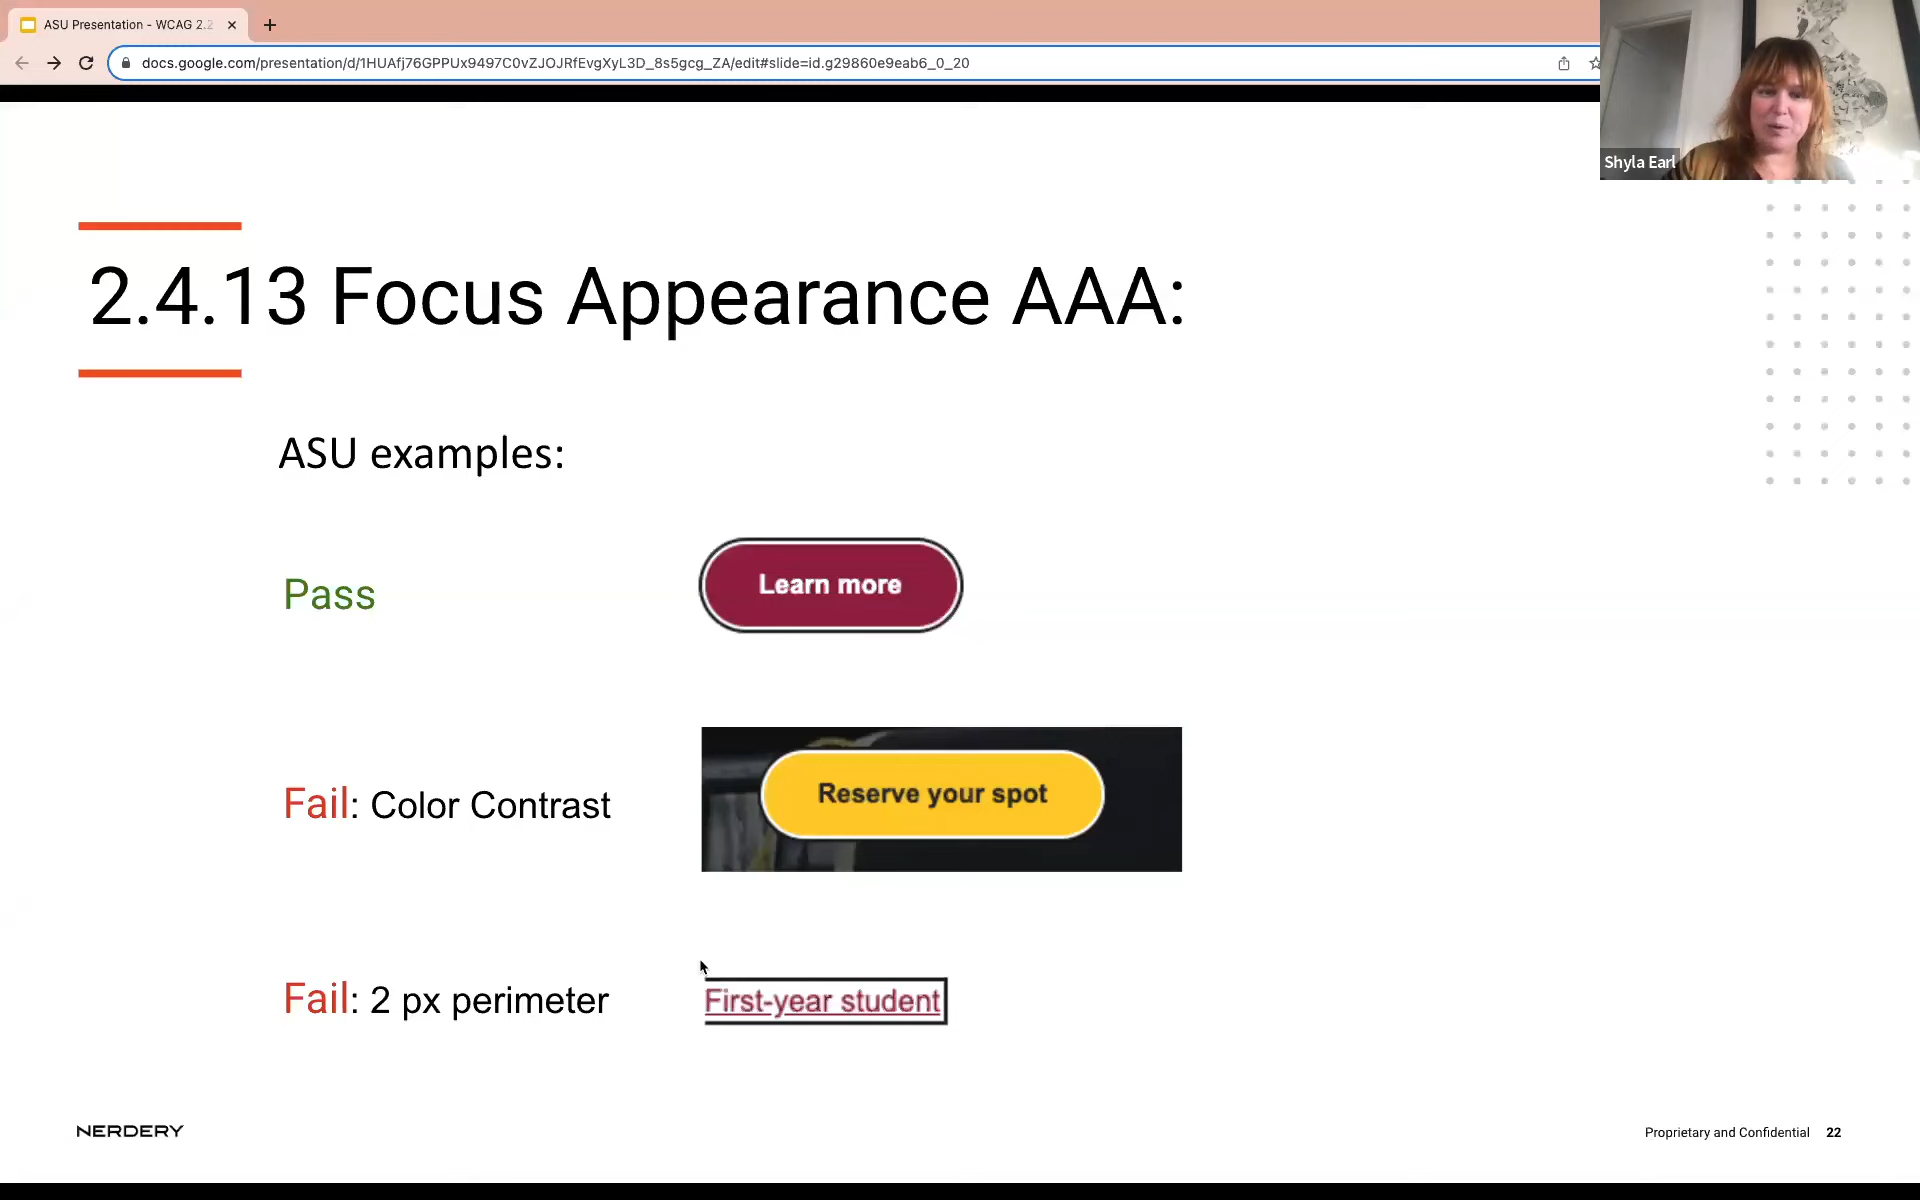 ASU Presentation - WCAG 2.2
docs.google.com/presentation/d/1HUAfj76GPPUx9497C0vZJOJRfEvgXyL3D_8s5gcg_ZA/edit#slide=id.g29860e9eab6_0_20
Shyla Earl
2.4.13 Focus Appearance AAA:
ASU examples:
Pass
Learn more
Fail: Color Contrast
Reserve your spot
Fail: 2 px perimeter
First-year student
NERDERY
Proprietary and Confidential 22